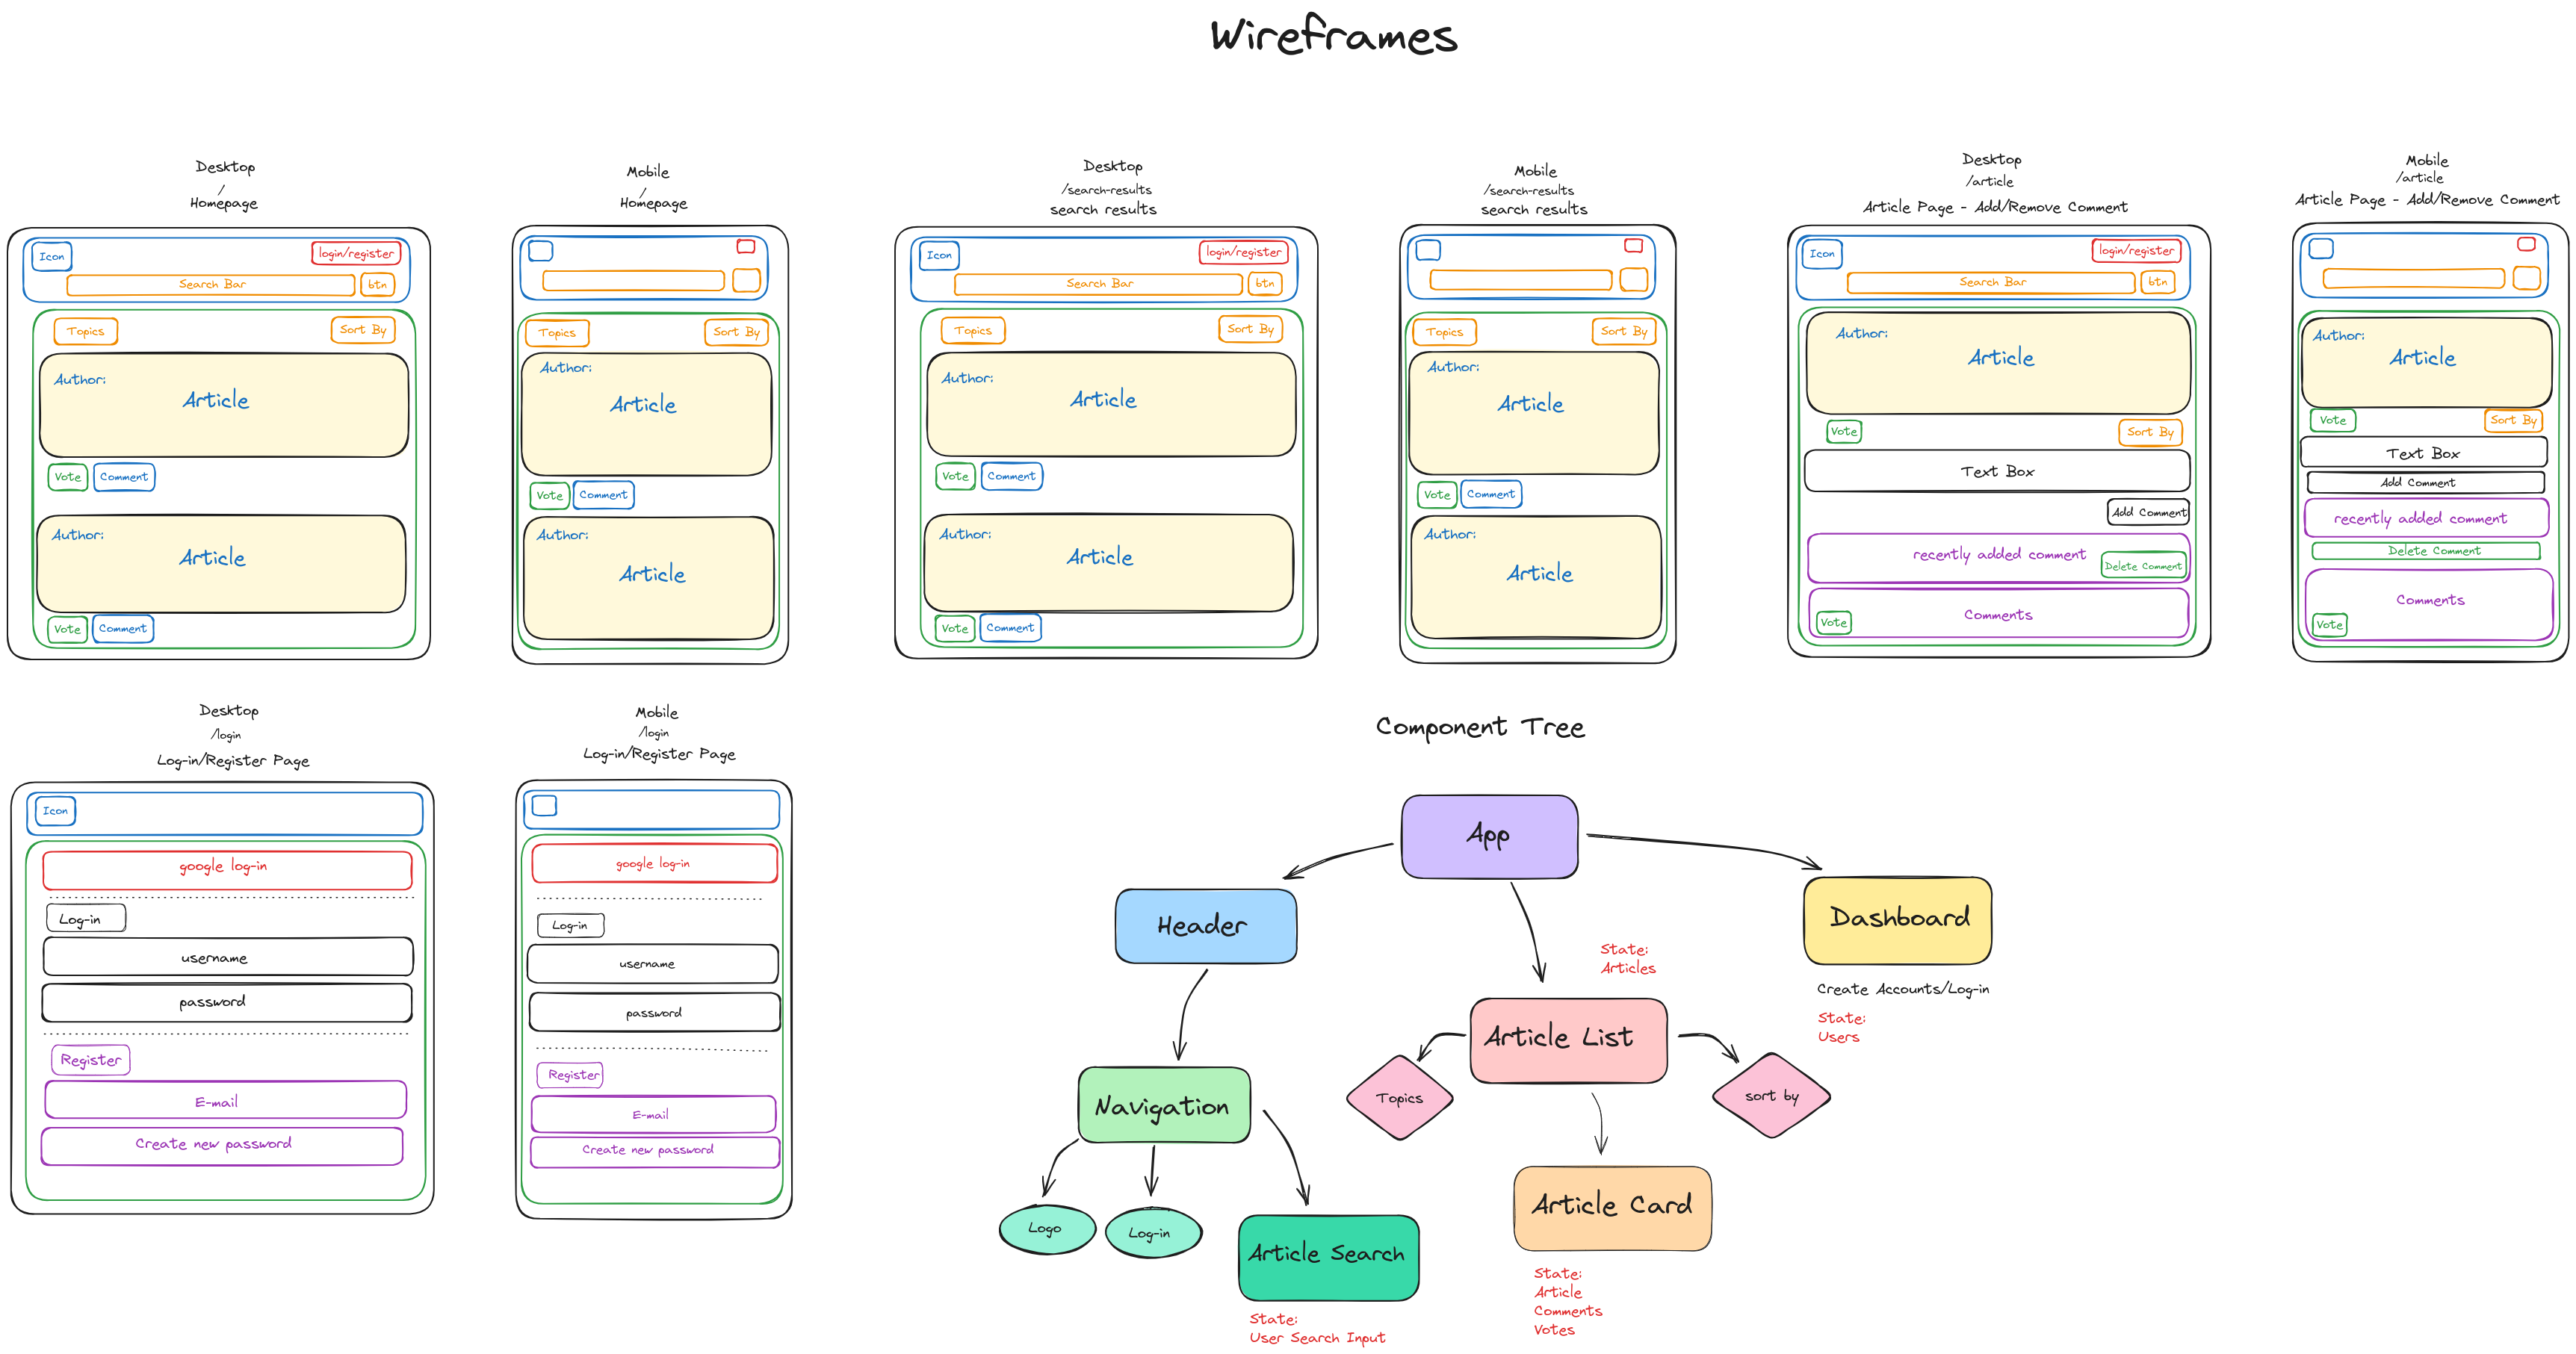 Wireframes
Desktop
/
Homepage
Icon
login/register
Search Bar
btn
Topics
Sort By
Author:
Article
Vote
Comment
Author:
Article
Vote
Comment
Mobile
/
Homepage
Topics
Sort By
Author:
Article
Vote
Comment
Author:
Article
Desktop
/search-results
search results
Icon
login/register
Search Bar
btn
Topics
Sort By
Author:
Article
Vote
Comment
Author:
Article
Vote
Comment
Mobile
/search-results
search results
Topics
Sort By
Author:
Article
Vote
Comment
Author:
Article
Desktop
/article
Article Page - Add/Remove Comment
Icon
login/register
Search Bar
btn
Author:
Article
Vote
Sort By
Text Box
Add Comment
recently added comment
Delete Comment
Comments
Vote
Mobile
/article
Article Page - Add/Remove Comment
Author:
Article
Vote
Sort By
Text Box
Add Comment
recently added comment
Delete Comment
Comments
Vote
Desktop
/login
Log-in/Register Page
Icon
google log-in
Log-in
username
password
Register
E-mail
Create new password
Mobile
/login
Log-in/Register Page
google log-in
Log-in
username
password
Register
E-mail
Create new password
Component Tree
App
Header
Dashboard
Create Accounts/Log-in
State:
Users
State:
Articles
Article List
Topics
sort by
Navigation
Logo
Log-in
Article Search
State:
User Search Input
Article Card
State:
Article
Comments
Votes